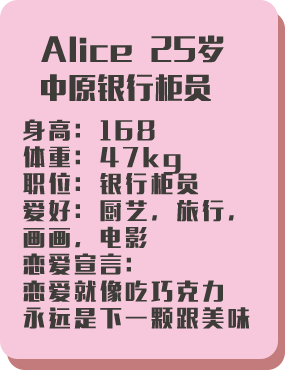 Alice 25岁
中原银行柜员
身高：168
体重：47kg
职位：银行柜员
爱好：厨艺，旅行，
画画，电影
恋爱宣言：
恋爱就像吃巧克力
永远是下一颗跟美味